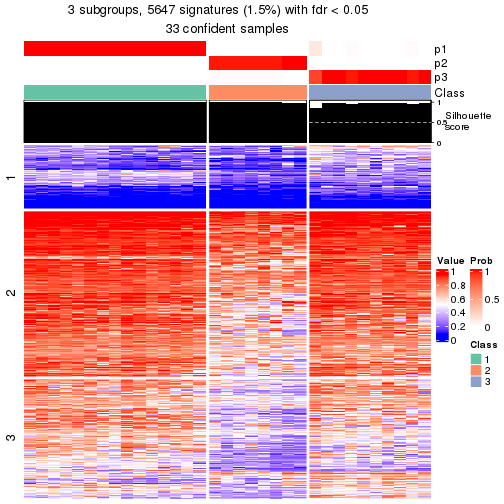 3 subgroups, 5647 signatures (1.5%) with fdr < 0.05
33 confident samples
p1
p2
p3
Class
1
0.5
0
Silhouette
score
1
2
3
Value
1
0.8
0.6
0.4
0.2
0
Prob
1
0.5
0
Class
1
2
3